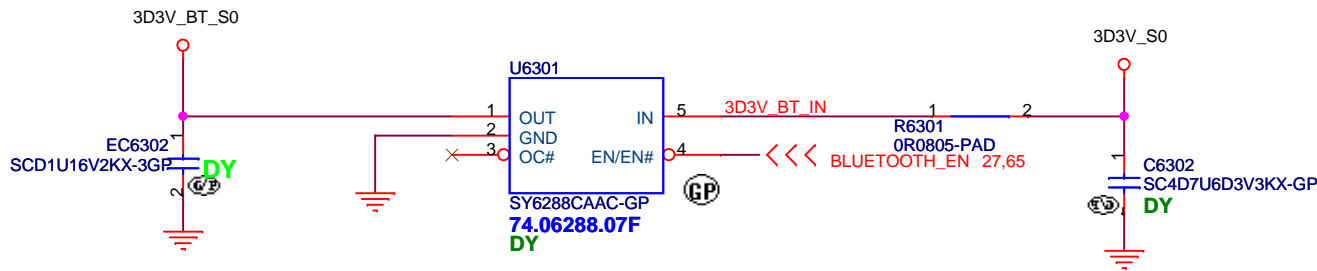 3D3V_BT_S0
3D3V_S0
U6301
1 OUT IN 5 3D3V_BT_IN 1 2
2 GND
3 OC# EN/EN# 4
R6301
0R0805-PAD
BLUETOOTH_EN 27,65
EC6302 1
SCD1U16V2KX-3GP DY
2 G/P
GP
SY6288CAAC-GP
74.06288.07F
DY
1 C6302
SC4D7U6D3V3KX-GP
DY